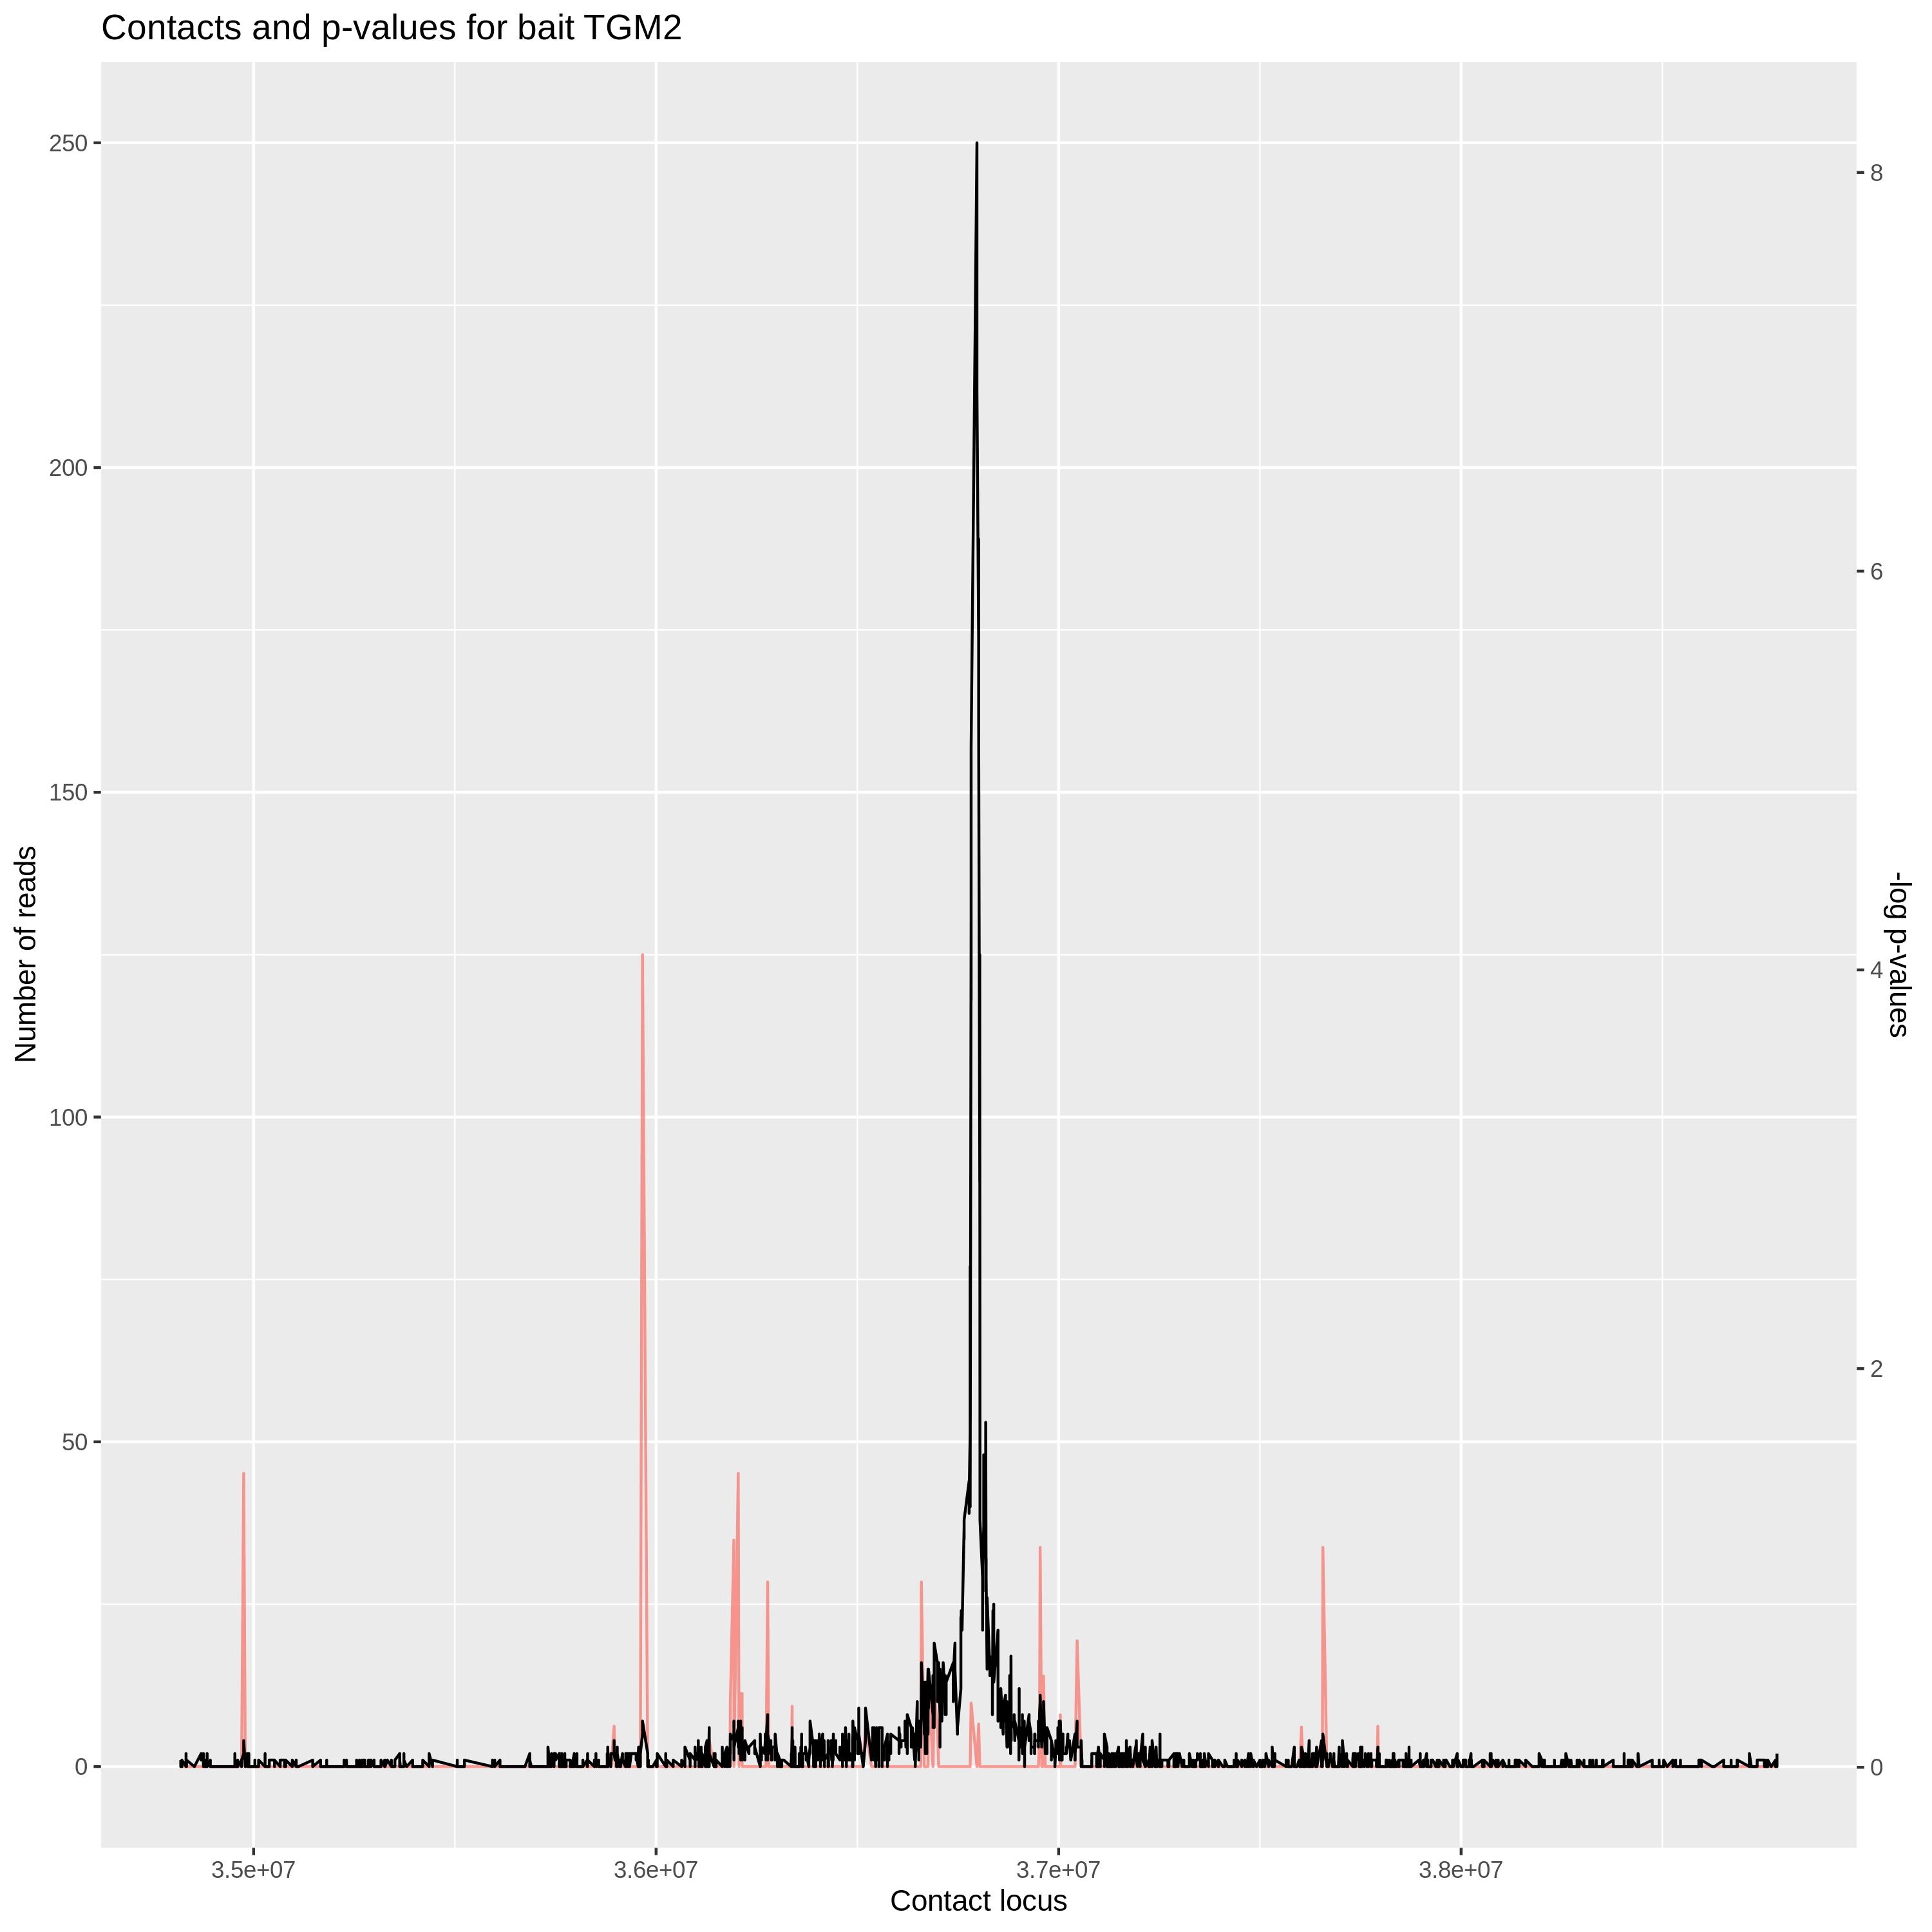 Contacts and p-values for bait TGM2
250
200
150
100
50
0
Number of reads
8
6
4
2
0
-log p-values
3.5e+07
3.6e+07
3.7e+07
3.8e+07
Contact locus